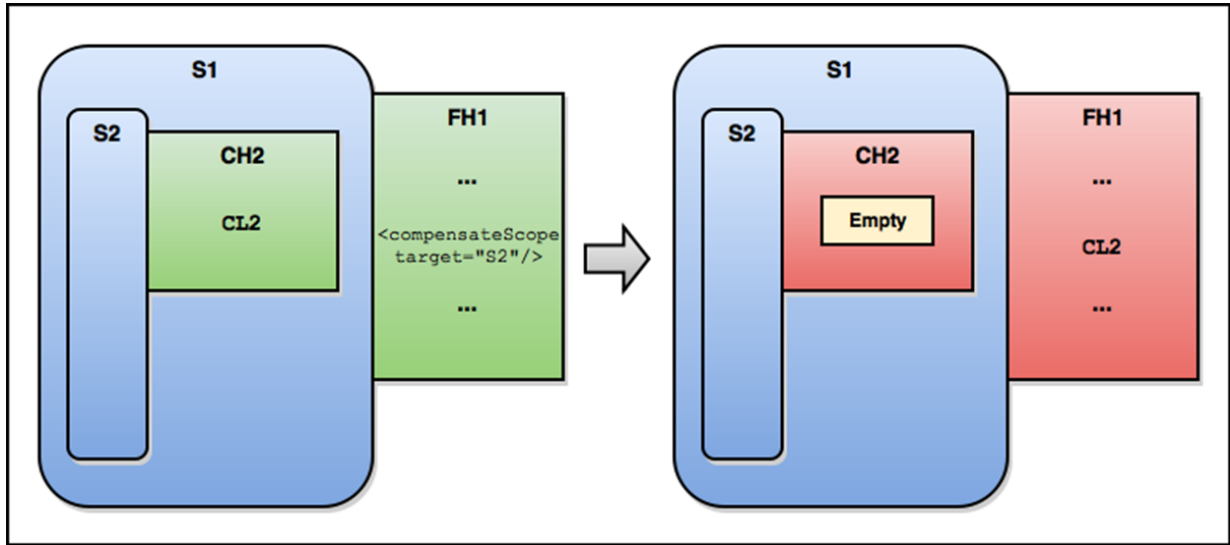 S1
S2
CH2
CL2
FH1
...
<compensateScope
target="S2"/>
...
S1
S2
CH2
Empty
FH1
...
CL2
...